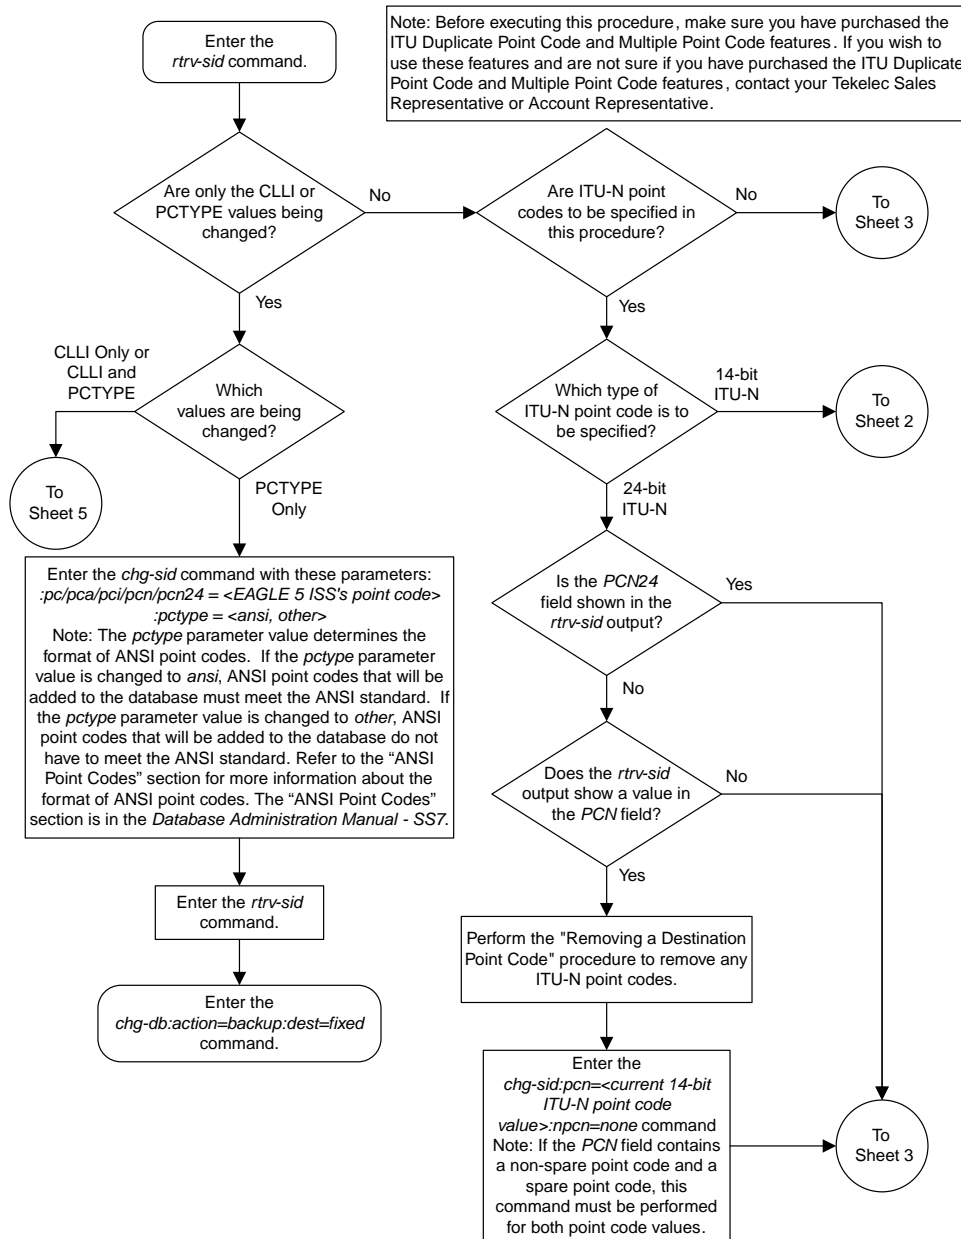 Note: Before executing this procedure, make sure you have purchased the
ITU Duplicate Point Code and Multiple Point Code features. If you wish to
use these features and are not sure if you have purchased the ITU Duplicate
Point Code and Multiple Point Code features, contact your Tekelec Sales
Representative or Account Representative.
Enter the
rtrv-sid
command.
Are only the CLLI or
PCTYPE values being
changed?
No
Are ITU-N point
codes to be specified in
this procedure?
No
To
Sheet 3
Yes
Yes
CLLI Only or
CLLI and
PCTYPE
Which
values are being
changed?
Which type of
ITU-N point code is to
be specified?
14-bit
ITU-N
To
Sheet 2
To
Sheet 5
PCTYPE
Only
24-bit
ITU-N
Enter the chg-sid command with these parameters:
:pc/pca/pci/pcn/pcn24 = <EAGLE 5 ISS's point code>
:pctype = <ansi, other>
Note: The pctype parameter value determines the
format of ANSI point codes. If the pctype parameter
value is changed to ansi, ANSI point codes that will be
added to the database must meet the ANSI standard. If
the pctype parameter value is changed to other, ANSI
point codes that will be added to the database do not
have to meet the ANSI standard. Refer to the “ANSI
Point Codes” section for more information about the
format of ANSI point codes. The “ANSI Point Codes”
section is in the Database Administration Manual - SS7.
Is the PCN24
field shown in the
rtrv-sid output?
Yes
No
Does the rtrv-sid
output show a value in
the PCN field?
No
Yes
Enter the rtrv-sid
command.
Perform the "Removing a Destination
Point Code" procedure to remove any
ITU-N point codes.
Enter the
chg-db:action=backup:dest=fixed
command.
Enter the
chg-sid:pcn=<current 14-bit
ITU-N point code
value>:npcn=none command
Note: If the PCN field contains
a non-spare point code and a
spare point code, this
command must be performed
for both point code values.
To
Sheet 3